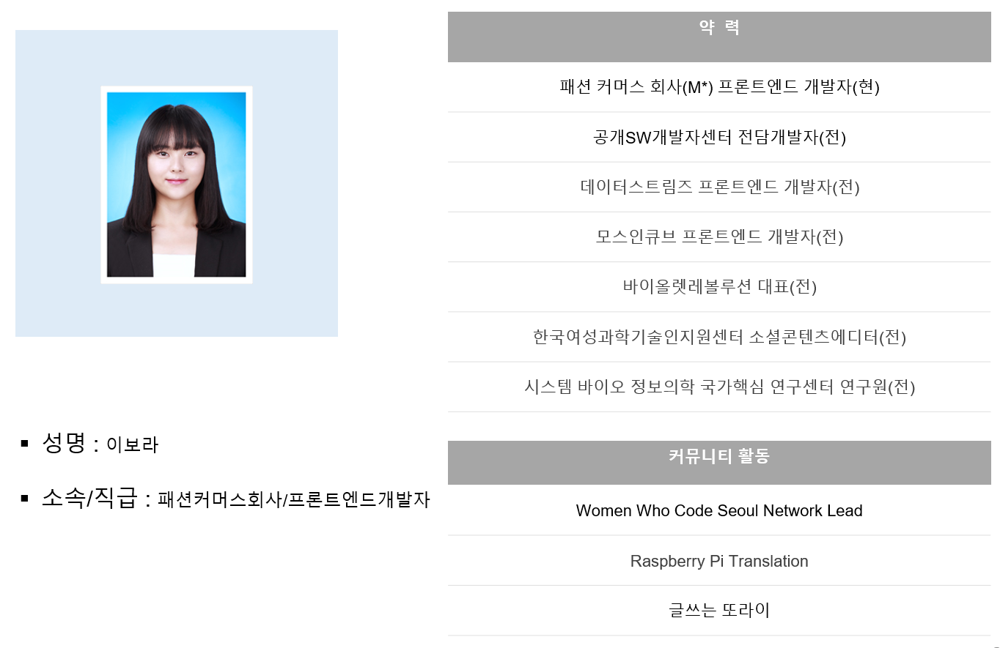 약 력
패션 커머스 회사(M*) 프론트엔드 개발자(현)
공개SW개발자센터 전담개발자(전)
데이터스트림즈 프론트엔드 개발자(전)
모스인큐브 프론트엔드 개발자(전)
바이올렛레볼루션 대표(전)
한국여성과학기술인지원센터 소셜콘텐츠에디터(전)
시스템 바이오 정보의학 국가핵심 연구센터 연구원(전)
▪ 성명 : 이보라
▪ 소속/직급 : 패션커머스회사/프론트엔드개발자
커뮤니티 활동
Women Who Code Seoul Network Lead
Raspberry Pi Translation
글쓰는 또라이